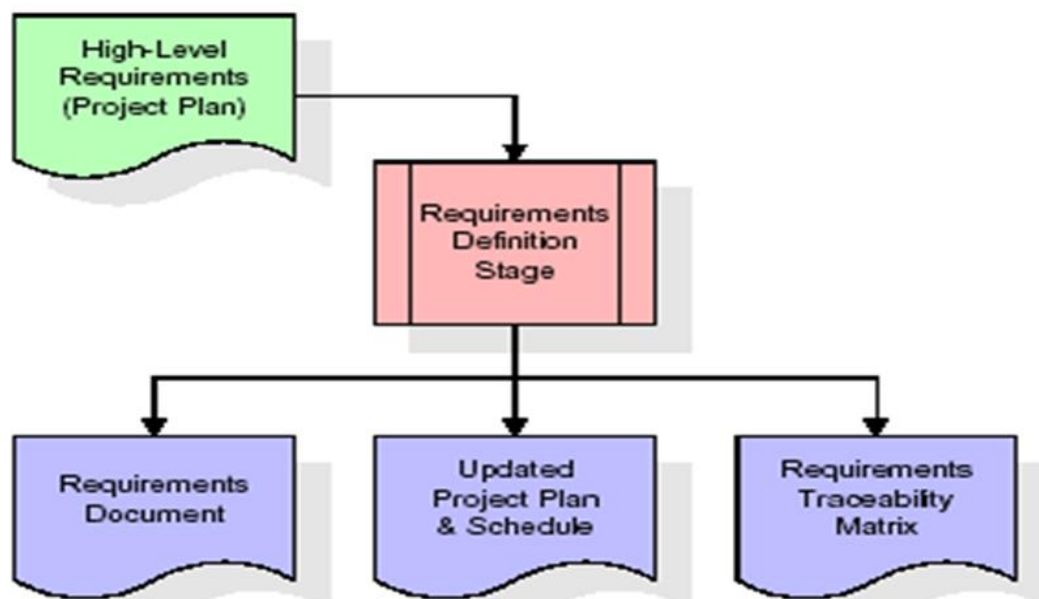 High-Level
Requirements
(Project Plan)
Requirements
Definition
Stage
Requirements
Document
Updated
Project Plan
& Schedule
Requirements
Traceability
Matrix